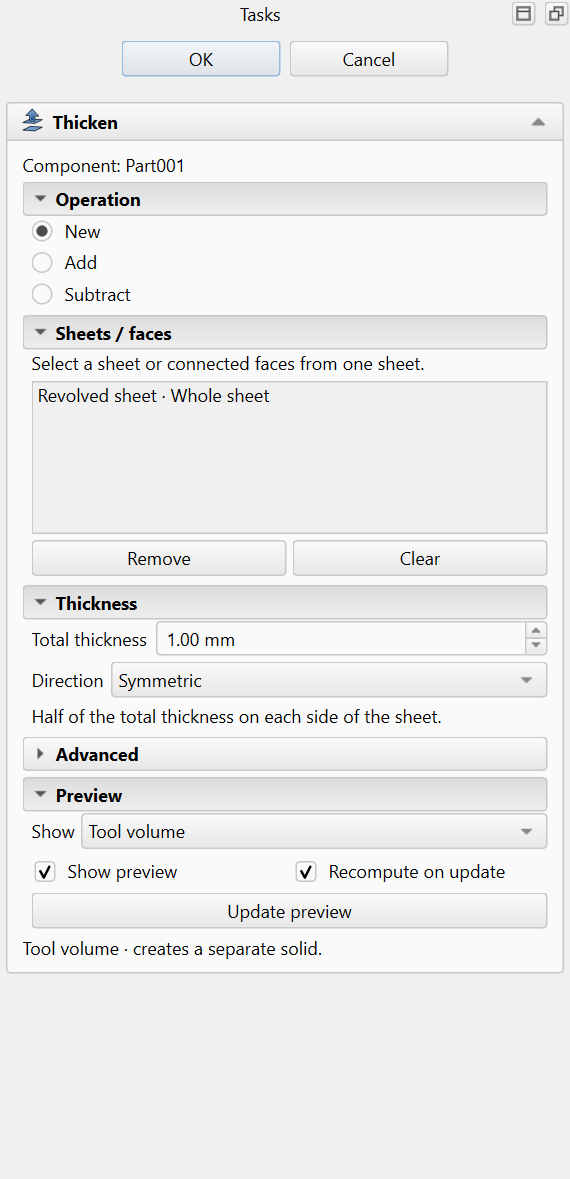 Tasks
OK Cancel
Thicken
Component: Part001
Operation
New
Add
Subtract
Sheets / faces
Select a sheet or connected faces from one sheet.
Revolved sheet · Whole sheet
Remove Clear
Thickness
Total thickness 1.00 mm
Direction Symmetric
Half of the total thickness on each side of the sheet.
Advanced
Preview
Show Tool volume
Show preview Recompute on update
Update preview
Tool volume · creates a separate solid.